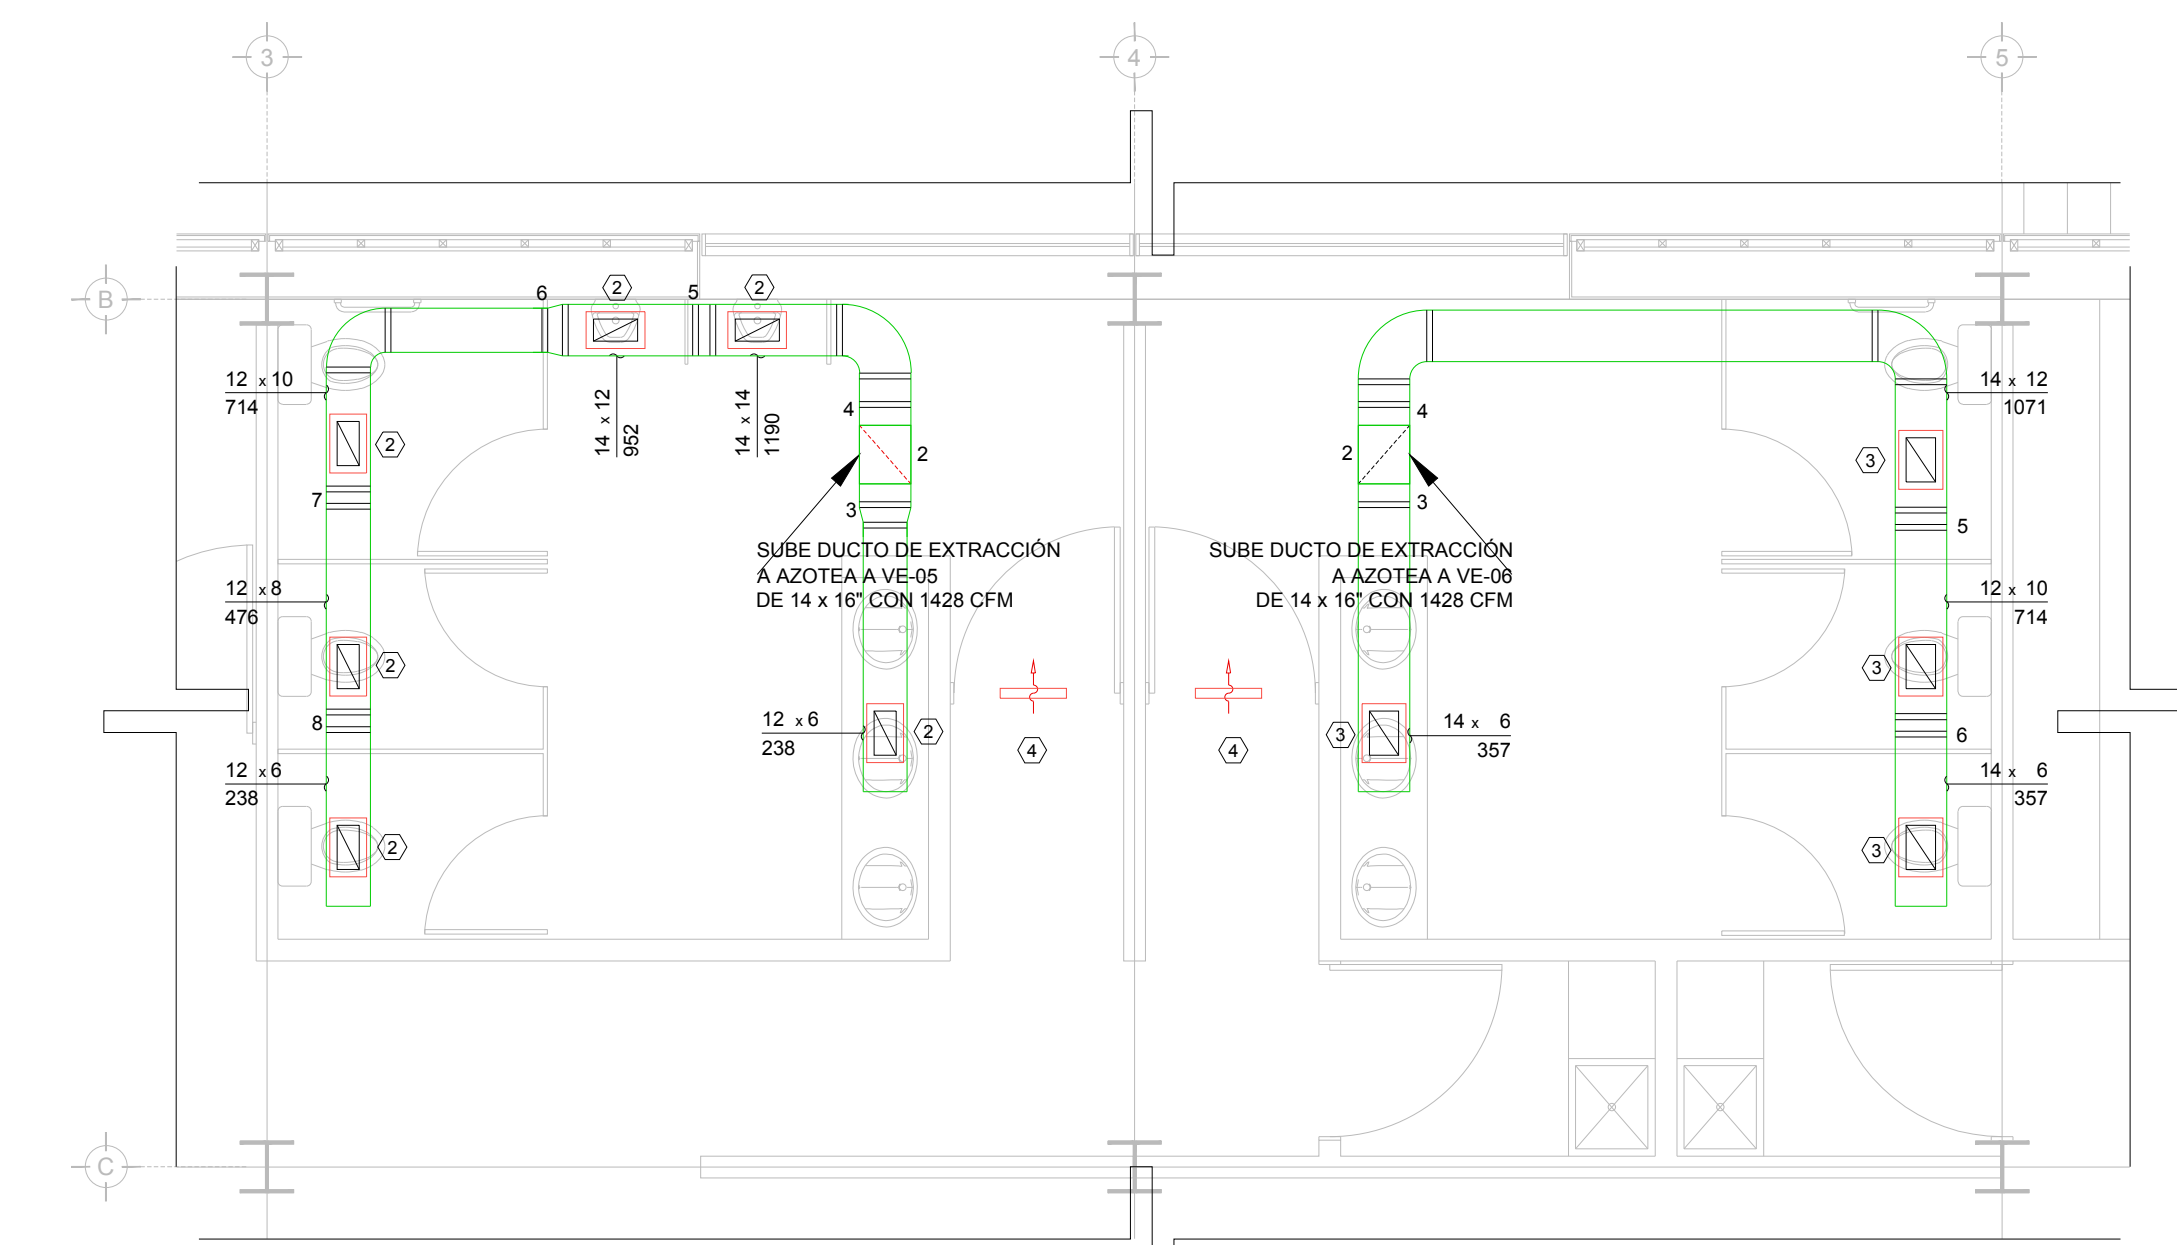 3
4
5
B
6
2
5
2
12 x 10
714
14 x 12
952
14 x 14
1190
4
2
2
3
7
2
SUBE DUCTO DE EXTRACCIÓN
A AZOTEA A VE-05
DE 14 x 16" CON 1428 CFM
4
2
3
SUBE DUCTO DE EXTRACCIÓN
A AZOTEA A VE-06
DE 14 x 16" CON 1428 CFM
14 x 12
1071
3
5
12 x 8
476
12 x 10
714
2
3
8
12 x 6
238
2
4
4
3
14 x 6
357
6
12 x 6
238
2
14 x 6
357
3
C